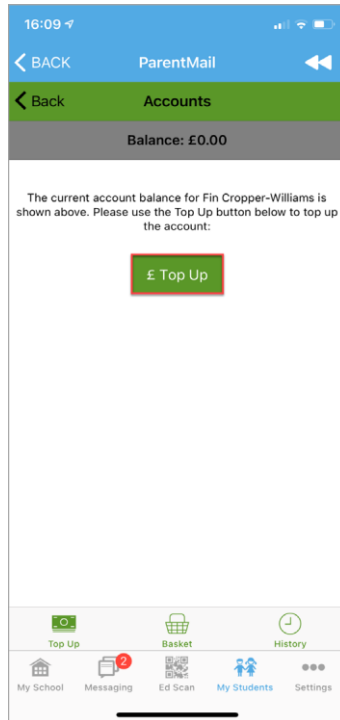 16:09
BACK ParentMail
Back Accounts
Balance: £0.00
The current account balance for Fin Cropper-Williams is
shown above. Please use the Top Up button below to top up
the account:
£ Top Up
Top Up Basket History
2
My School Messaging Ed Scan My Students Settings